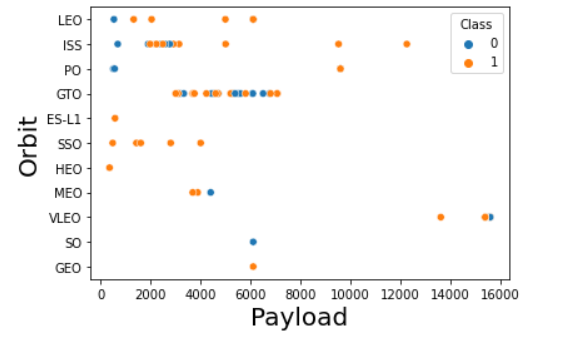 LEO
ISS
PO
GTO
ES-L1
SSO
HEO
MEO
VLEO
SO
GEO
Orbit
Class
0
1
0 2000 4000 6000 8000 10000 12000 14000 16000
Payload